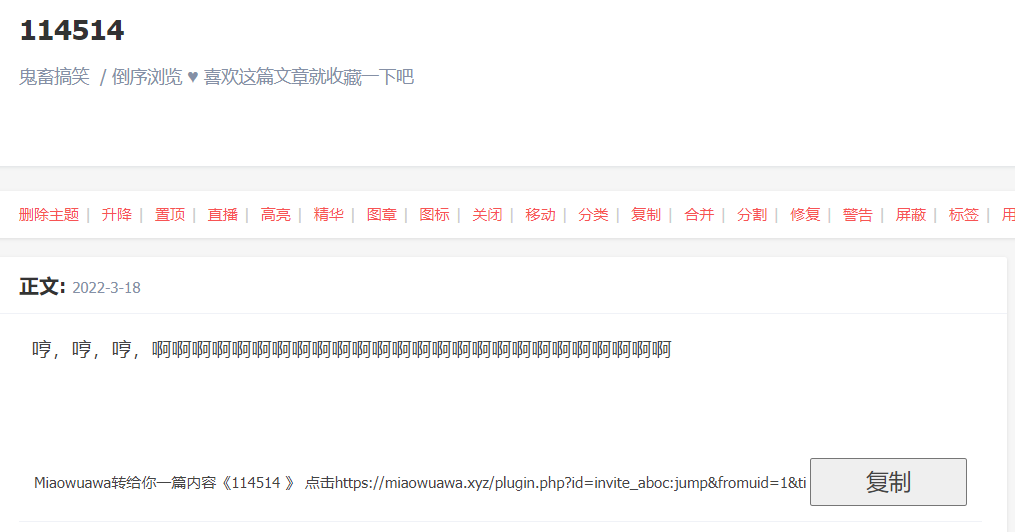 114514
鬼畜搞笑 / 倒序浏览 ♥ 喜欢这篇文章就收藏一下吧
删除主题 | 升降 | 置顶 | 直播 | 高亮 | 精华 | 图章 | 图标 | 关闭 | 移动 | 分类 | 复制 | 合并 | 分割 | 修复 | 警告 | 屏蔽 | 标签 | 用
正文: 2022-3-18
哼，哼，哼，啊啊啊啊啊啊啊啊啊啊啊啊啊啊啊啊啊啊啊啊啊啊啊啊啊啊
Miaowuawa转给你一篇内容《114514 》 点击https://miaowuawa.xyz/plugin.php?id=invite_aboc:jump&fromuid=1&ti 复制